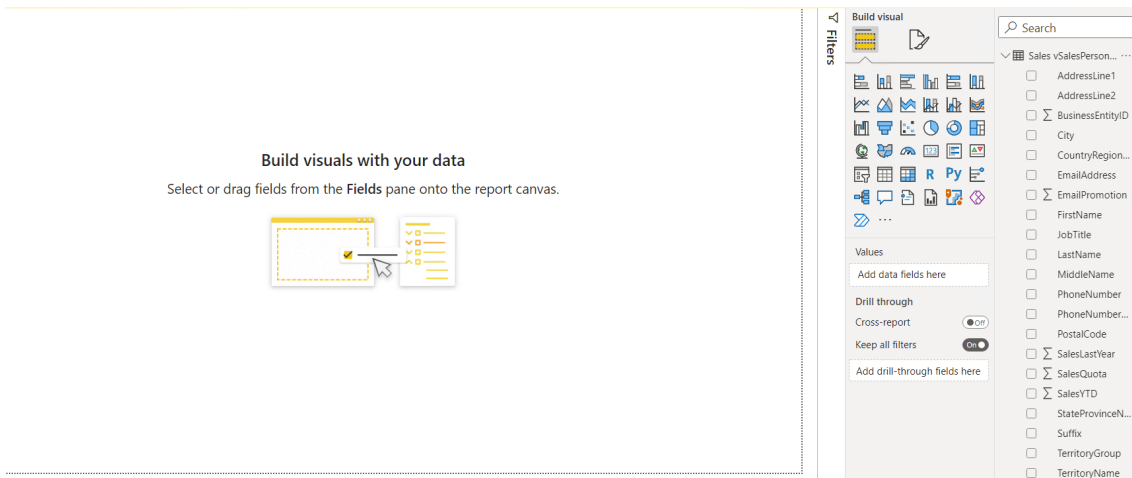 Build visuals with your data
Select or drag fields from the Fields pane onto the report canvas.
Filters
Build visual
123
R
Py
...
Values
Add data fields here
Drill through
Cross-report
Off
Keep all filters
On
Add drill-through fields here
Search
Sales vSalesPerson... ...
AddressLine1
AddressLine2
∑ BusinessEntityID
City
CountryRegion...
EmailAddress
∑ EmailPromotion
FirstName
JobTitle
LastName
MiddleName
PhoneNumber
PhoneNumber...
PostalCode
∑ SalesLastYear
∑ SalesQuota
∑ SalesYTD
StateProvinceN...
Suffix
TerritoryGroup
TerritoryName